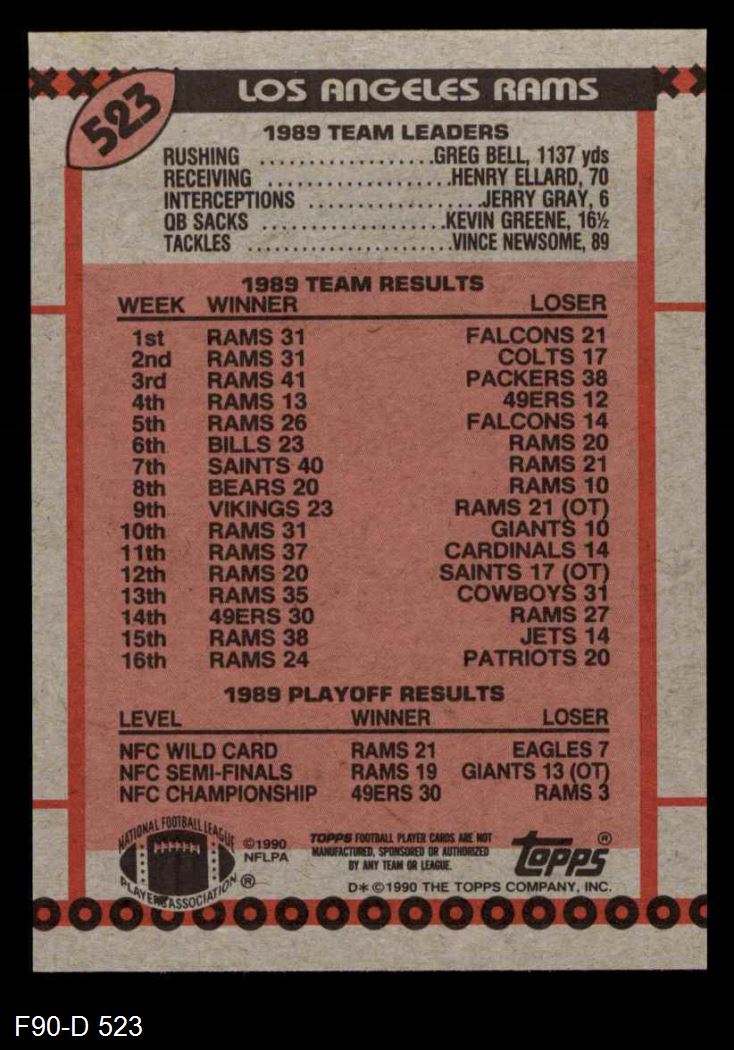 523
LOS ANGELES RAMS
1989 TEAM LEADERS
RUSHING ..................GREG BELL, 1137 yds
RECEIVING ...................HENRY ELLARD, 70
INTERCEPTIONS ..................JERRY GRAY, 6
QB SACKS ...................KEVIN GREENE, 16½
TACKLES .....................VINCE NEWSOME, 89
1989 TEAM RESULTS
WEEK WINNER LOSER
1st RAMS 31 FALCONS 21
2nd RAMS 31 COLTS 17
3rd RAMS 41 PACKERS 38
4th RAMS 13 49ERS 12
5th RAMS 26 FALCONS 14
6th BILLS 23 RAMS 20
7th SAINTS 40 RAMS 21
8th BEARS 20 RAMS 10
9th VIKINGS 23 RAMS 21 (OT)
10th RAMS 31 GIANTS 10
11th RAMS 37 CARDINALS 14
12th RAMS 20 SAINTS 17 (OT)
13th RAMS 35 COWBOYS 31
14th 49ERS 30 RAMS 27
15th RAMS 38 JETS 14
16th RAMS 24 PATRIOTS 20
1989 PLAYOFF RESULTS
LEVEL WINNER LOSER
NFC WILD CARD RAMS 21 EAGLES 7
NFC SEMI-FINALS RAMS 19 GIANTS 13 (OT)
NFC CHAMPIONSHIP 49ERS 30 RAMS 3
NATIONAL FOOTBALL LEAGUE
PLAYERS ASSOCIATION ®
©1990
NFLPA
TOPPS FOOTBALL PLAYER CARDS ARE NOT
MANUFACTURED, SPONSORED OR AUTHORIZED
BY ANY TEAM OR LEAGUE.
TOPPS ®
D* © 1990 THE TOPPS COMPANY, INC.
F90-D 523